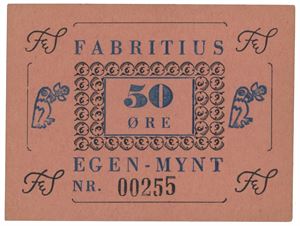 F&S F&S
FABRITIUS
50
ØRE
EGEN-MYNT
NR. 00255
F&S F&S